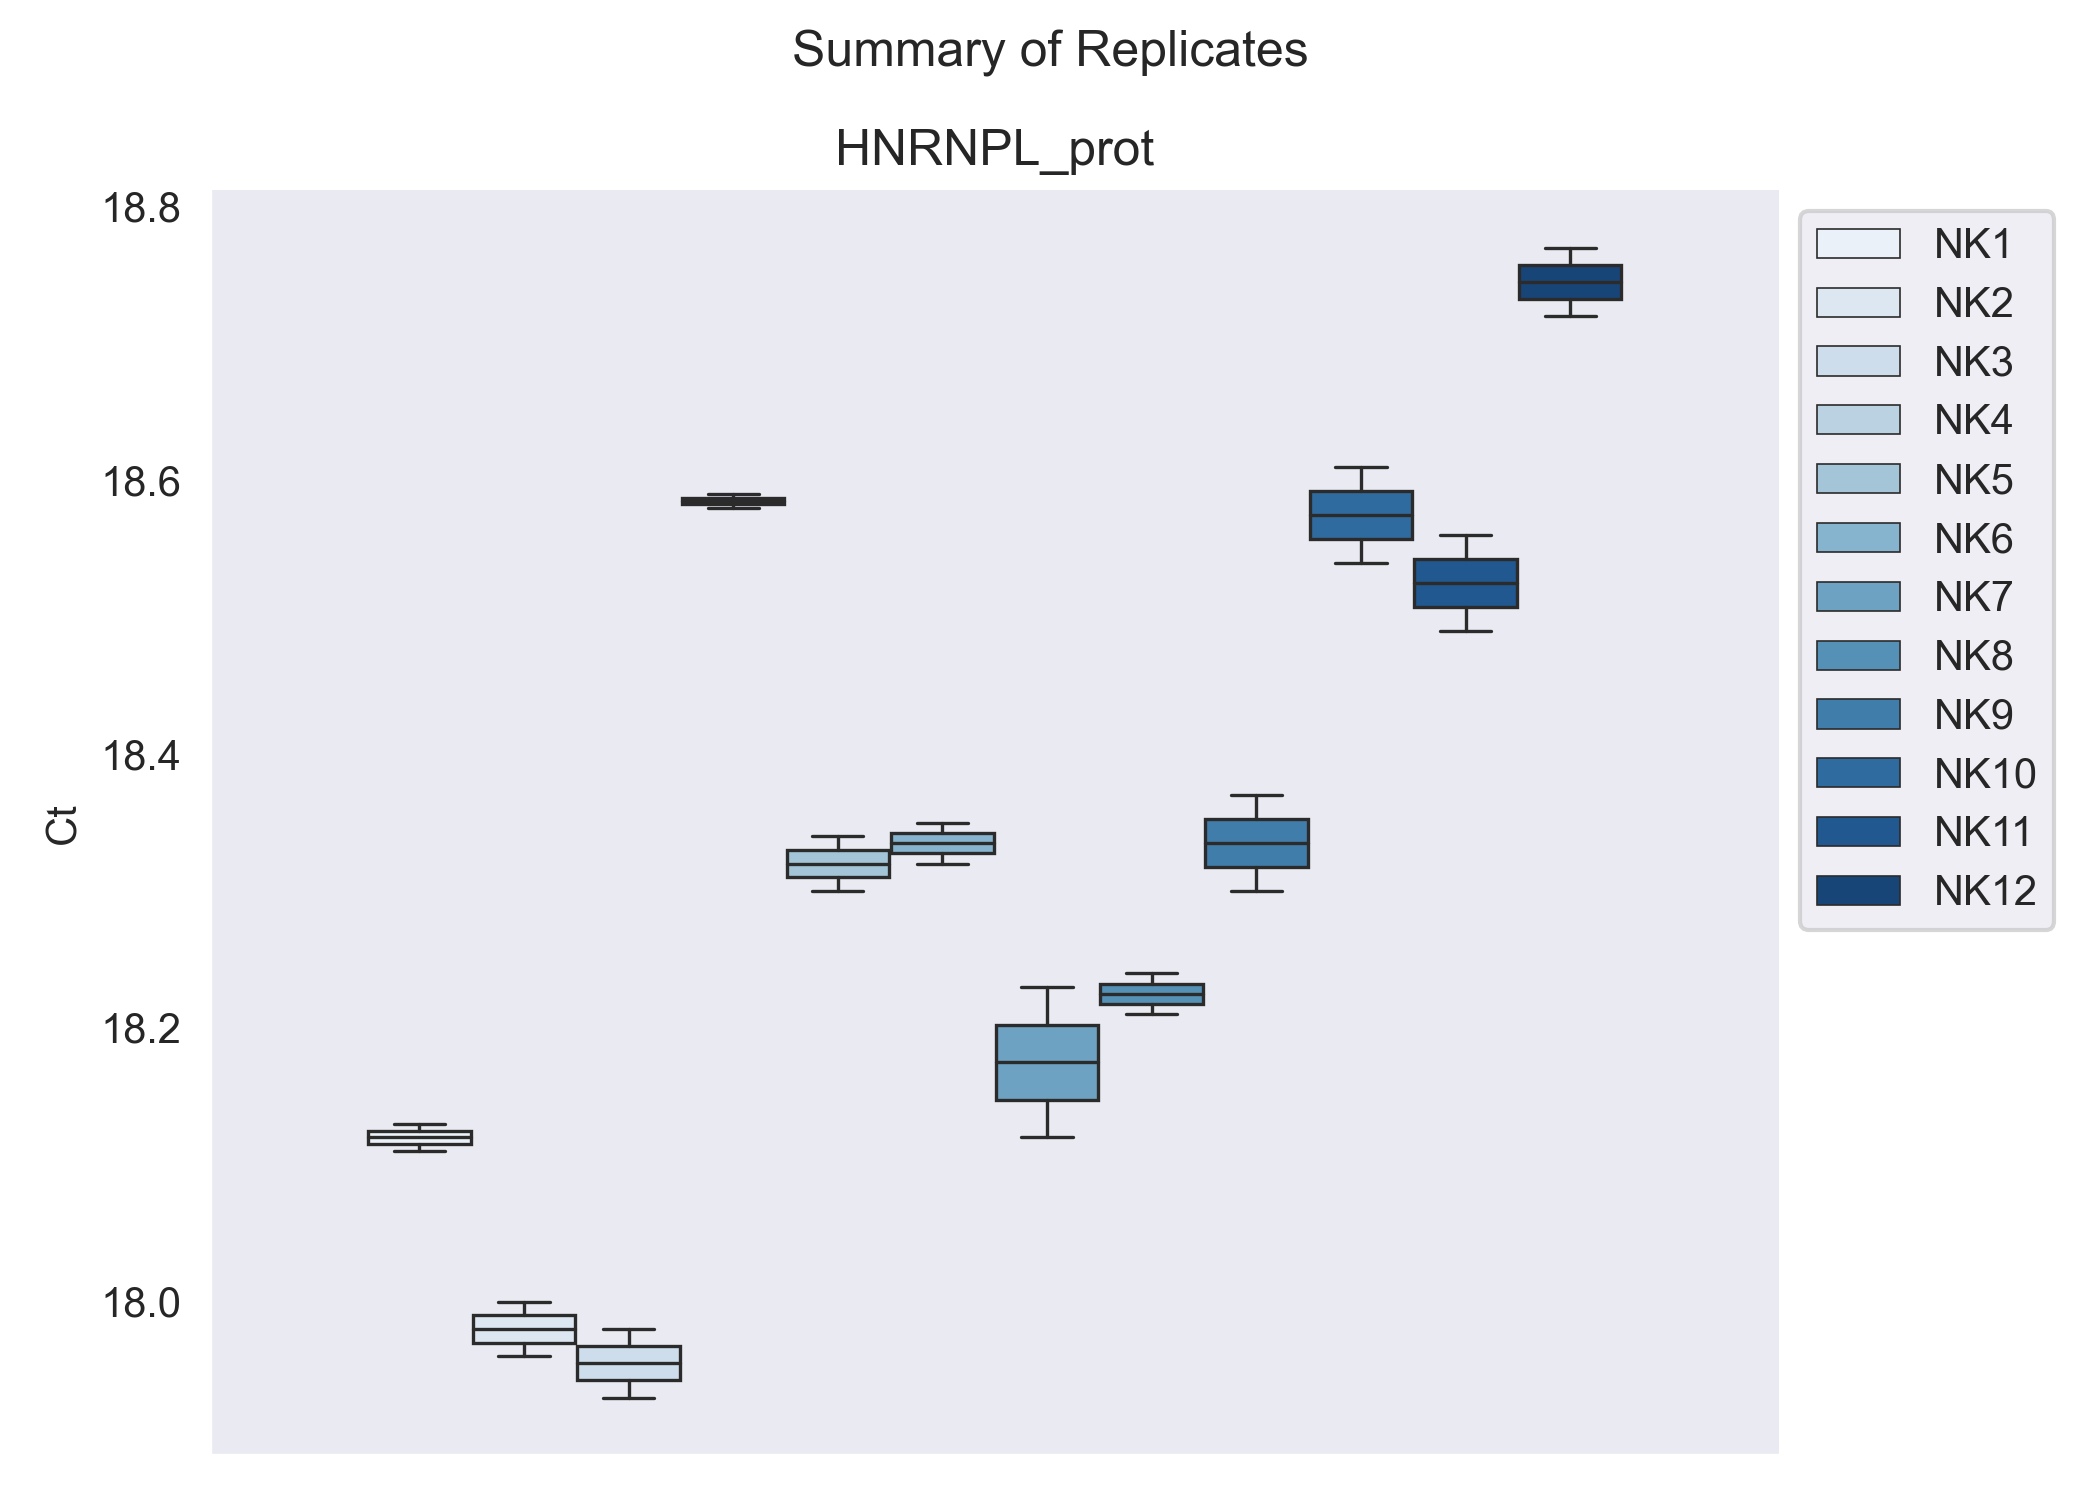 Summary of Replicates
HNRNPL_prot
18.8
18.6
18.4
18.2
18.0
Ct
NK1
NK2
NK3
NK4
NK5
NK6
NK7
NK8
NK9
NK10
NK11
NK12